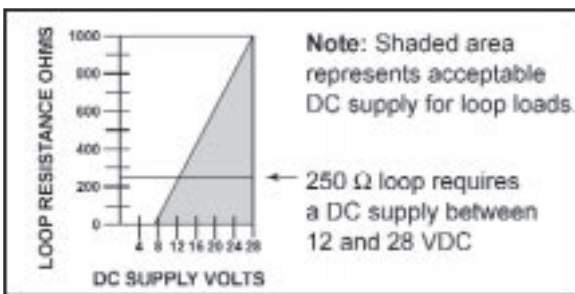 LOOP RESISTANCE OHMS
1000
800
600
400
200
0
4 8 12 16 20 24 28
DC SUPPLY VOLTS
Note: Shaded area
represents acceptable
DC supply for loop loads.
250 Ω loop requires
a DC supply between
12 and 28 VDC